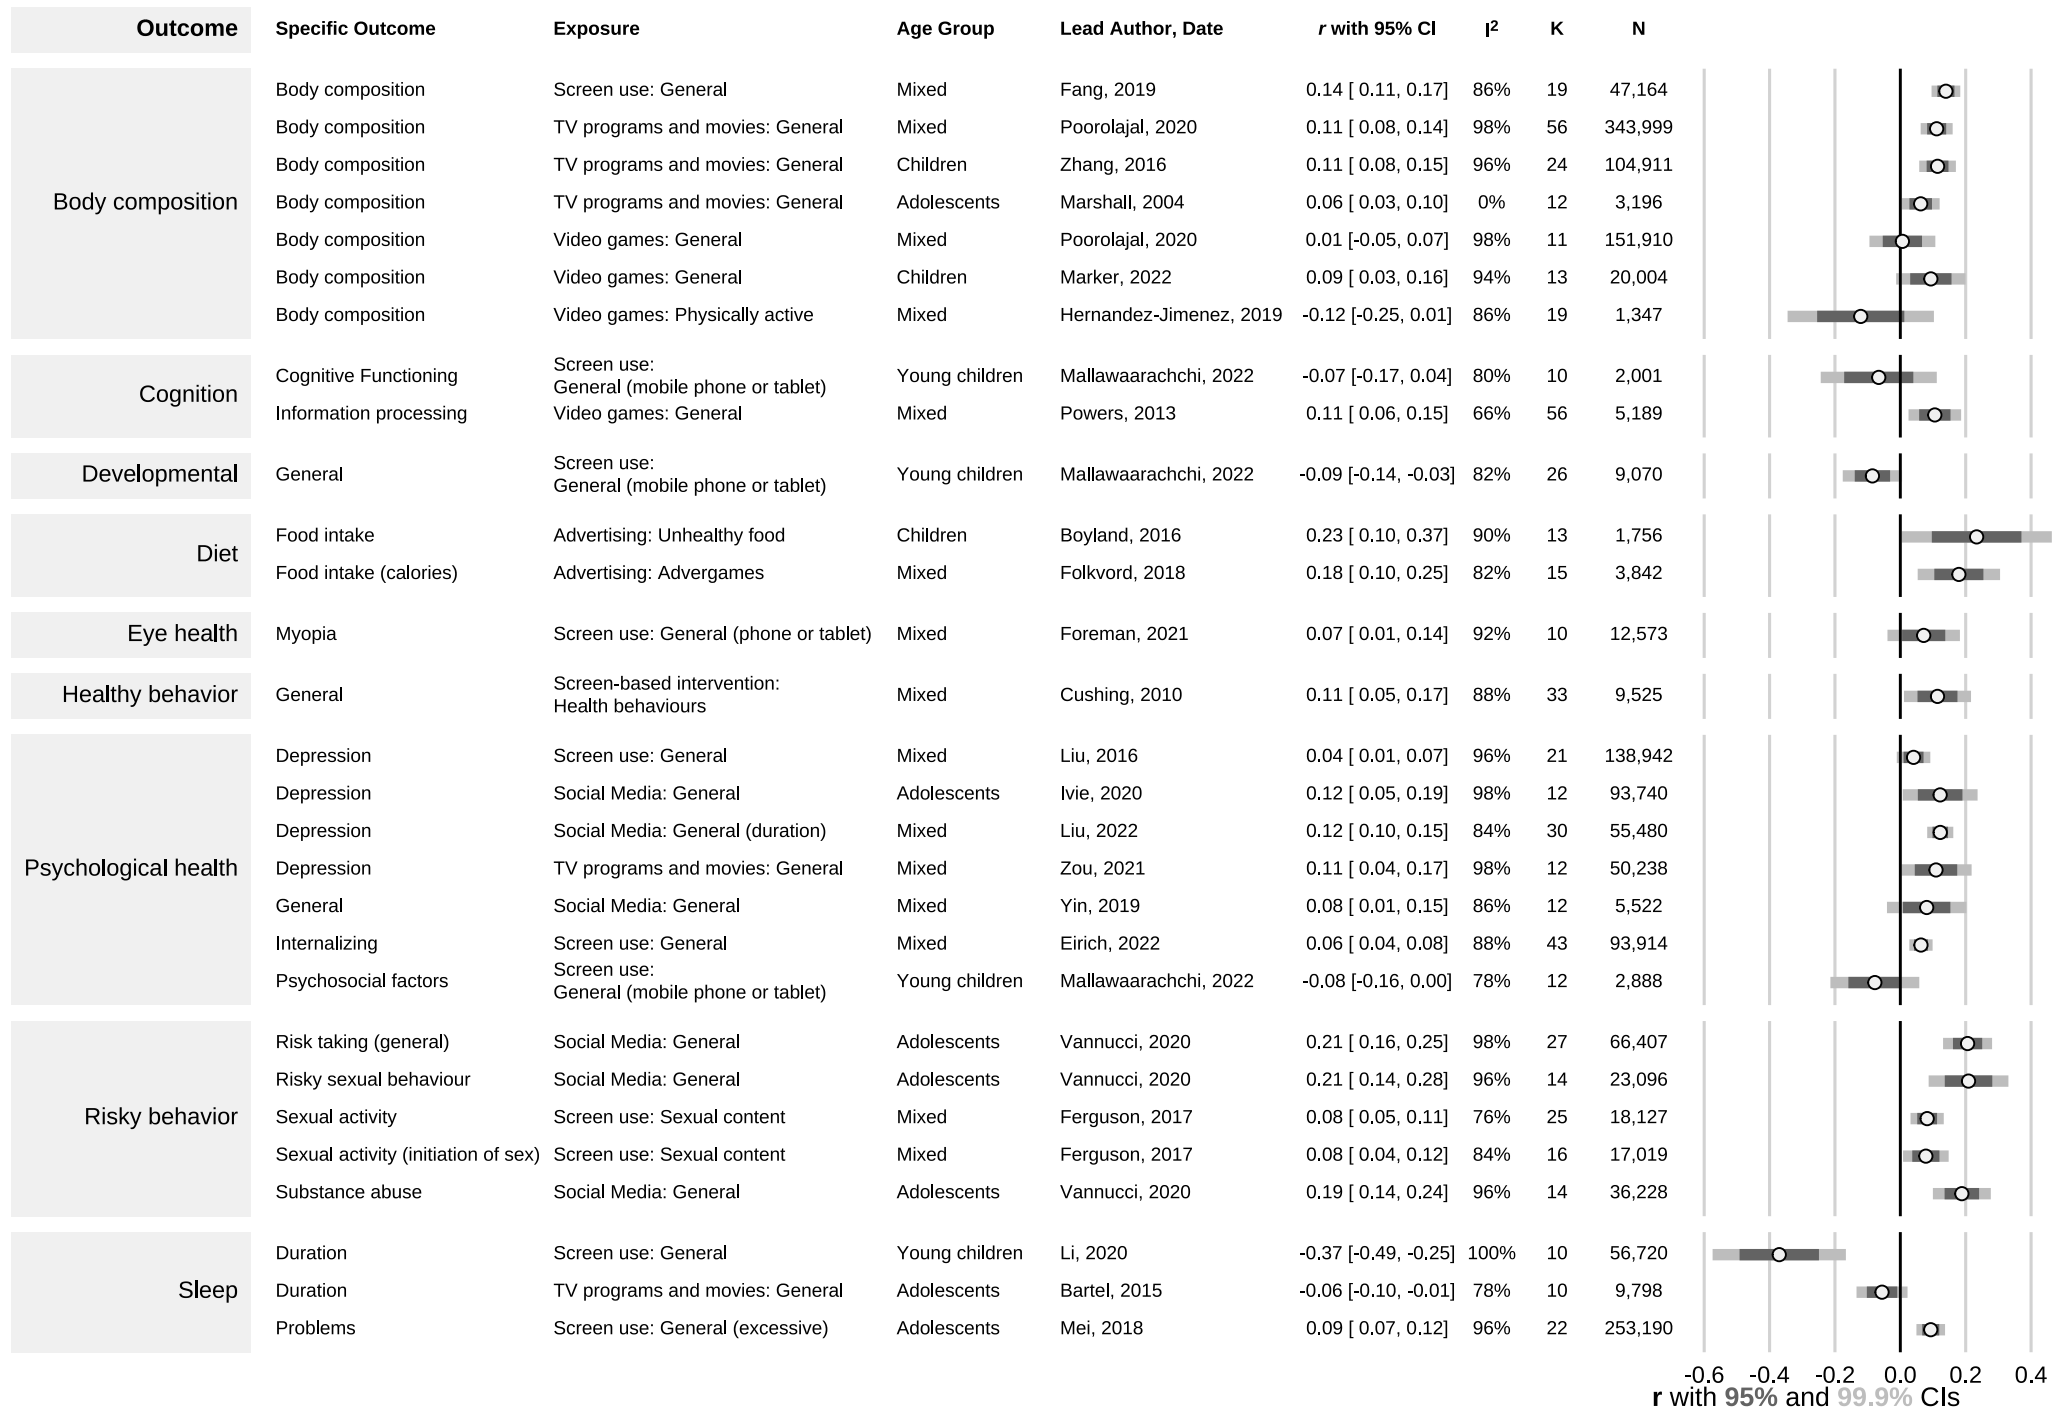 Outcome Specific Outcome Exposure Age Group Lead Author, Date r with 95% CI I² K N
Body composition Screen use: General Mixed Fang, 2019 0.14 [ 0.11, 0.17] 86% 19 47,164
Body composition TV programs and movies: General Mixed Poorolajal, 2020 0.11 [ 0.08, 0.14] 98% 56 343,999
Body composition TV programs and movies: General Children Zhang, 2016 0.11 [ 0.08, 0.15] 96% 24 104,911
Body composition Body composition TV programs and movies: General Adolescents Marshall, 2004 0.06 [ 0.03, 0.10] 0% 12 3,196
Body composition Video games: General Mixed Poorolajal, 2020 0.01 [-0.05, 0.07] 98% 11 151,910
Body composition Video games: General Children Marker, 2022 0.09 [ 0.03, 0.16] 94% 13 20,004
Body composition Video games: Physically active Mixed Hernandez-Jimenez, 2019 -0.12 [-0.25, 0.01] 86% 19 1,347
Screen use:
Cognitive Functioning General (mobile phone or tablet) Young children Mallawaarachchi, 2022 -0.07 [-0.17, 0.04] 80% 10 2,001
Cognition
Information processing Video games: General Mixed Powers, 2013 0.11 [ 0.06, 0.15] 66% 56 5,189
Screen use:
Developmental General General (mobile phone or tablet) Young children Mallawaarachchi, 2022 -0.09 [-0.14, -0.03] 82% 26 9,070
Food intake Advertising: Unhealthy food Children Boyland, 2016 0.23 [ 0.10, 0.37] 90% 13 1,756
Diet
Food intake (calories) Advertising: Advergames Mixed Folkvord, 2018 0.18 [ 0.10, 0.25] 82% 15 3,842
Eye health Myopia Screen use: General (phone or tablet) Mixed Foreman, 2021 0.07 [ 0.01, 0.14] 92% 10 12,573
Screen-based intervention:
Healthy behavior General Health behaviours Mixed Cushing, 2010 0.11 [ 0.05, 0.17] 88% 33 9,525
Depression Screen use: General Mixed Liu, 2016 0.04 [ 0.01, 0.07] 96% 21 138,942
Depression Social Media: General Adolescents Ivie, 2020 0.12 [ 0.05, 0.19] 98% 12 93,740
Depression Social Media: General (duration) Mixed Liu, 2022 0.12 [ 0.10, 0.15] 84% 30 55,480
Psychological health Depression TV programs and movies: General Mixed Zou, 2021 0.11 [ 0.04, 0.17] 98% 12 50,238
General Social Media: General Mixed Yin, 2019 0.08 [ 0.01, 0.15] 86% 12 5,522
Internalizing Screen use: General Mixed Eirich, 2022 0.06 [ 0.04, 0.08] 88% 43 93,914
Screen use:
Psychosocial factors General (mobile phone or tablet) Young children Mallawaarachchi, 2022 -0.08 [-0.16, 0.00] 78% 12 2,888
Risk taking (general) Social Media: General Adolescents Vannucci, 2020 0.21 [ 0.16, 0.25] 98% 27 66,407
Risky sexual behaviour Social Media: General Adolescents Vannucci, 2020 0.21 [ 0.14, 0.28] 96% 14 23,096
Risky behavior Sexual activity Screen use: Sexual content Mixed Ferguson, 2017 0.08 [ 0.05, 0.11] 76% 25 18,127
Sexual activity (initiation of sex) Screen use: Sexual content Mixed Ferguson, 2017 0.08 [ 0.04, 0.12] 84% 16 17,019
Substance abuse Social Media: General Adolescents Vannucci, 2020 0.19 [ 0.14, 0.24] 96% 14 36,228
Duration Screen use: General Young children Li, 2020 -0.37 [-0.49, -0.25] 100% 10 56,720
Sleep Duration TV programs and movies: General Adolescents Bartel, 2015 -0.06 [-0.10, -0.01] 78% 10 9,798
Problems Screen use: General (excessive) Adolescents Mei, 2018 0.09 [ 0.07, 0.12] 96% 22 253,190
-0.6 -0.4 -0.2 0.0 0.2 0.4
r with 95% and 99.9% CIs